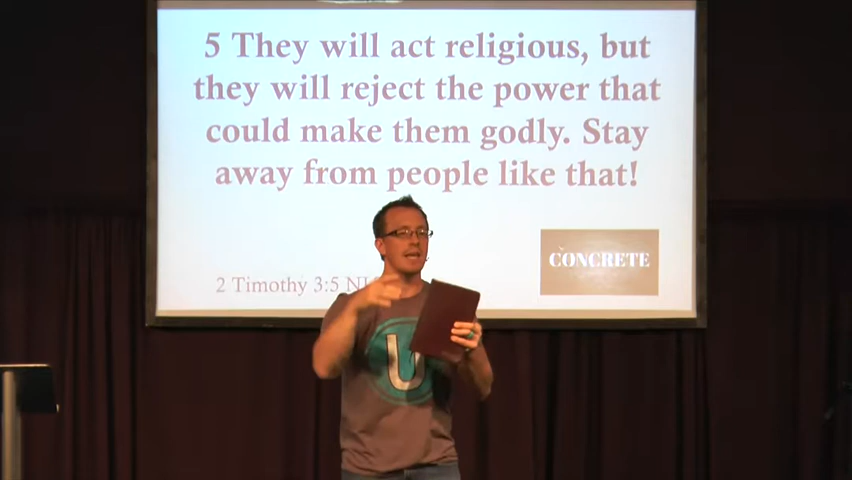 5 They will act religious, but
they will reject the power that
could make them godly. Stay
away from people like that!
CONCRETE
2 Timothy 3:5
U